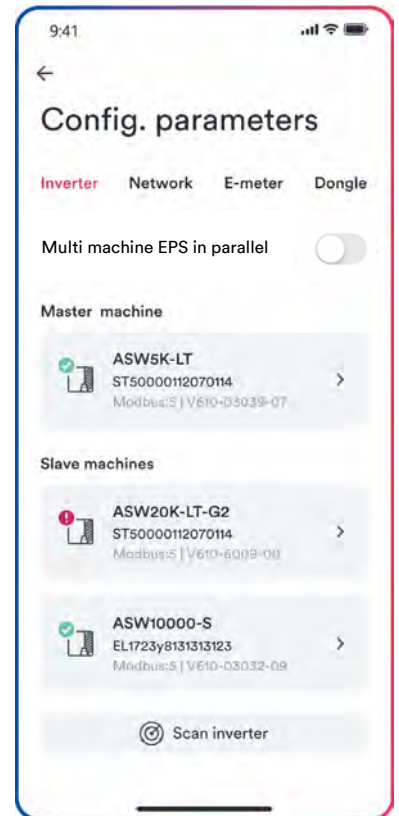 9:41
Config. parameters
Inverter Network E-meter Dongle
Multi machine EPS in parallel
Master machine
ASW5K-LT
ST50000112070114
Modbus:5 | V610-03039-07
Slave machines
ASW20K-LT-G2
ST50000112070114
Modbus:5 | V610-6009-00
ASW10000-S
EL1723y8131313123
Modbus:5 | V610-03032-09
Scan inverter